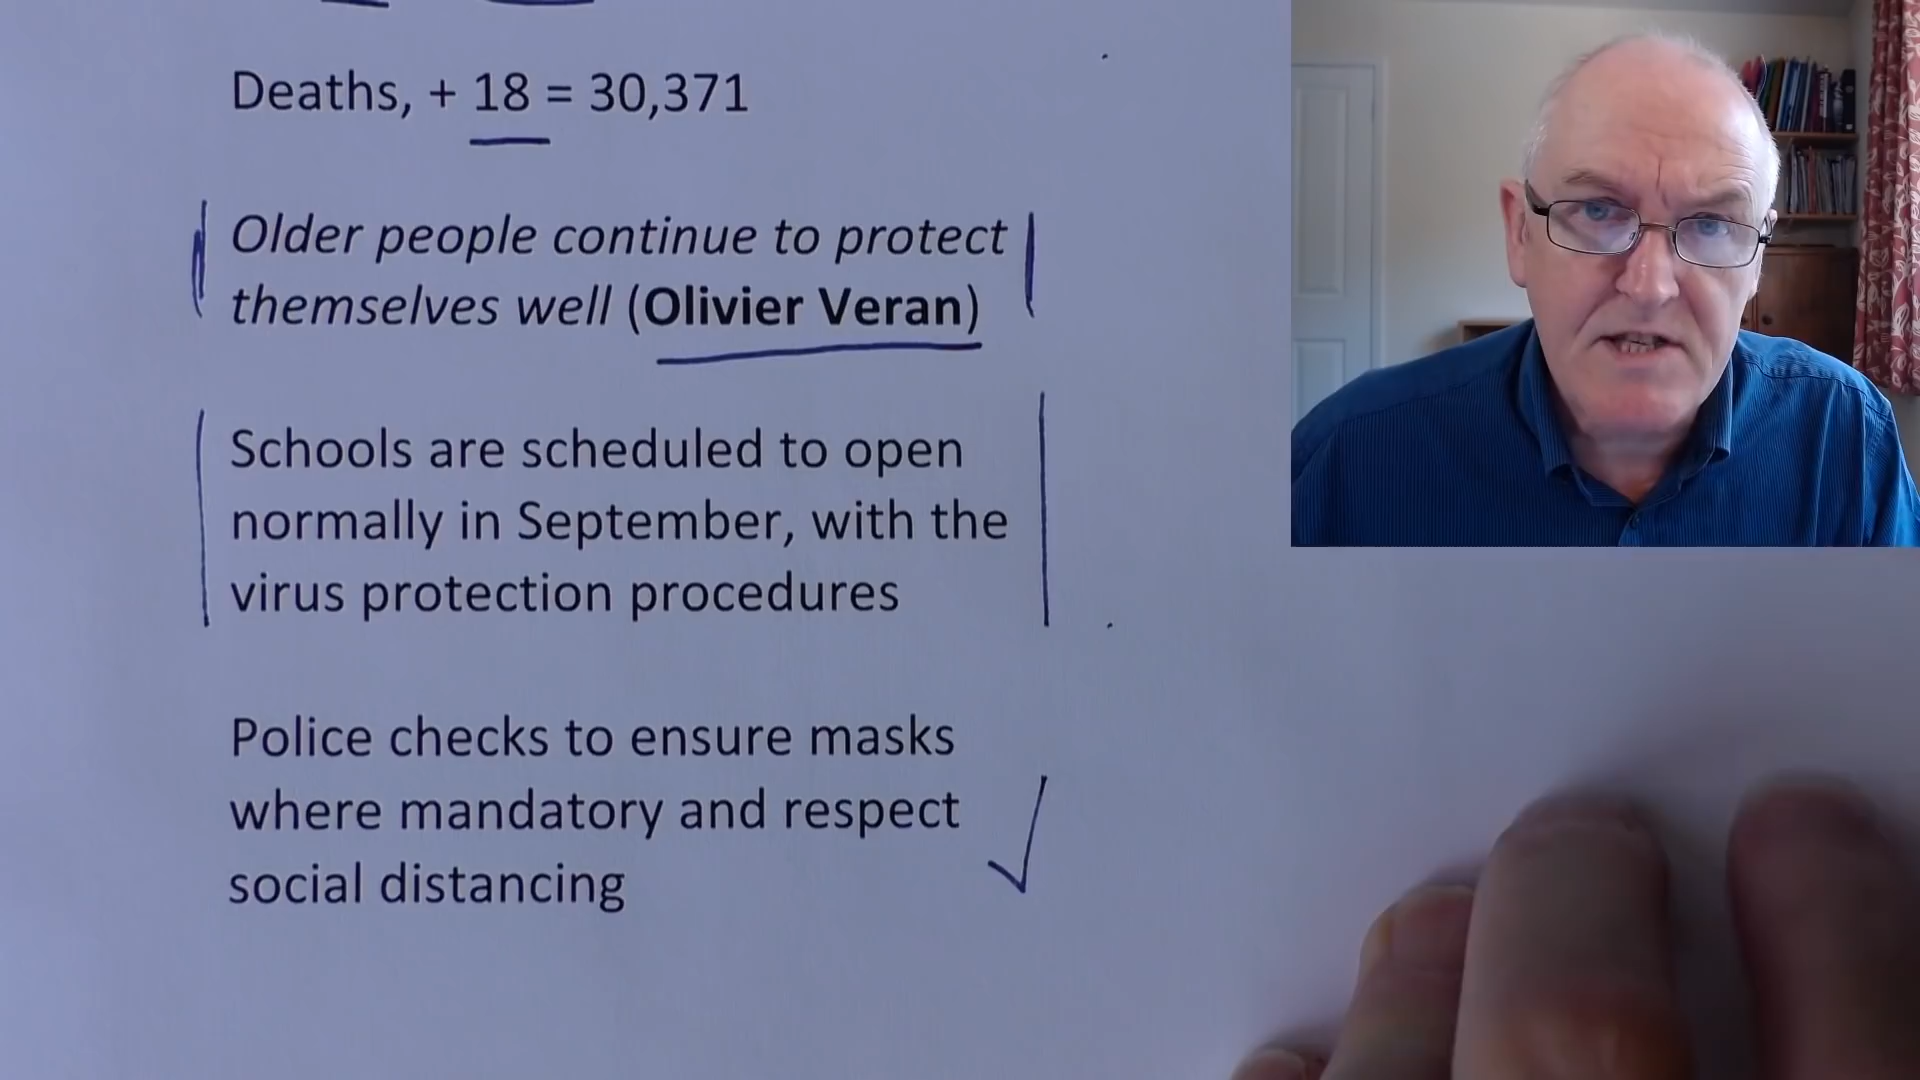 Deaths, + 18 = 30,371
Older people continue to protect
themselves well (Olivier Veran)
Schools are scheduled to open
normally in September, with the
virus protection procedures
Police checks to ensure masks
where mandatory and respect
social distancing